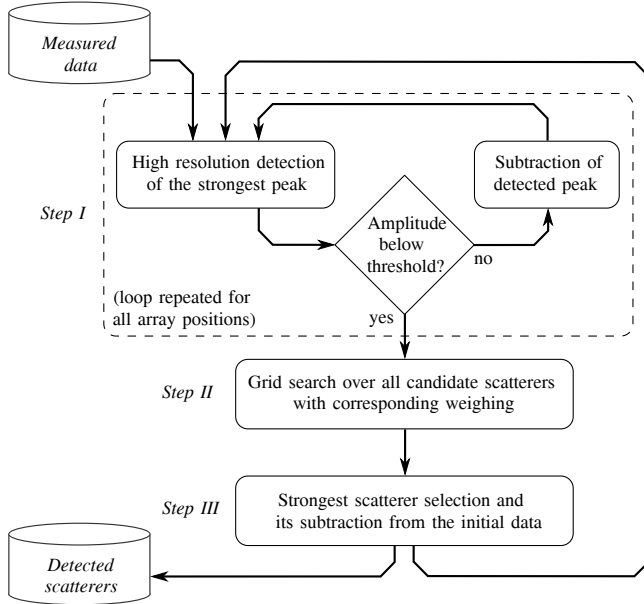 Measured
data
High resolution detection
of the strongest peak
Subtraction of
detected peak
Step I
Amplitude
below
threshold?
no
(loop repeated for
all array positions)
yes
Step II
Grid search over all candidate scatterers
with corresponding weighing
Step III
Strongest scatterer selection and
its subtraction from the initial data
Detected
scatterers